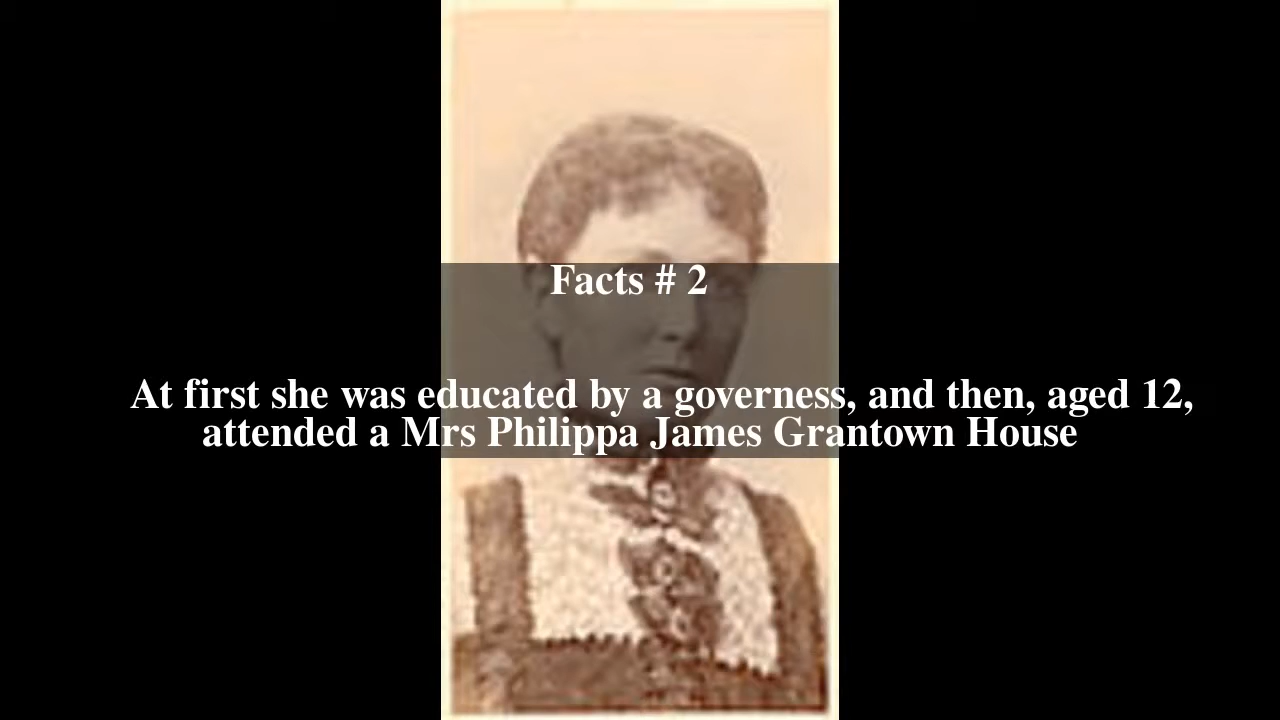 Facts # 2
At first she was educated by a governess, and then, aged 12,
attended a Mrs Philippa James Grantown House